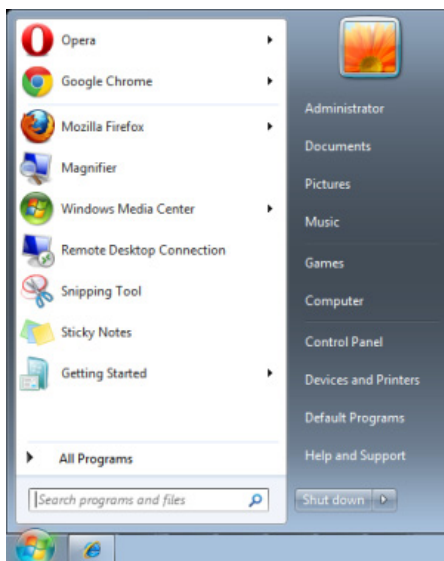 Opera
Google Chrome
Mozilla Firefox
Magnifier
Windows Media Center
Remote Desktop Connection
Snipping Tool
Sticky Notes
Getting Started
All Programs
Search programs and files
Administrator
Documents
Pictures
Music
Games
Computer
Control Panel
Devices and Printers
Default Programs
Help and Support
Shut down